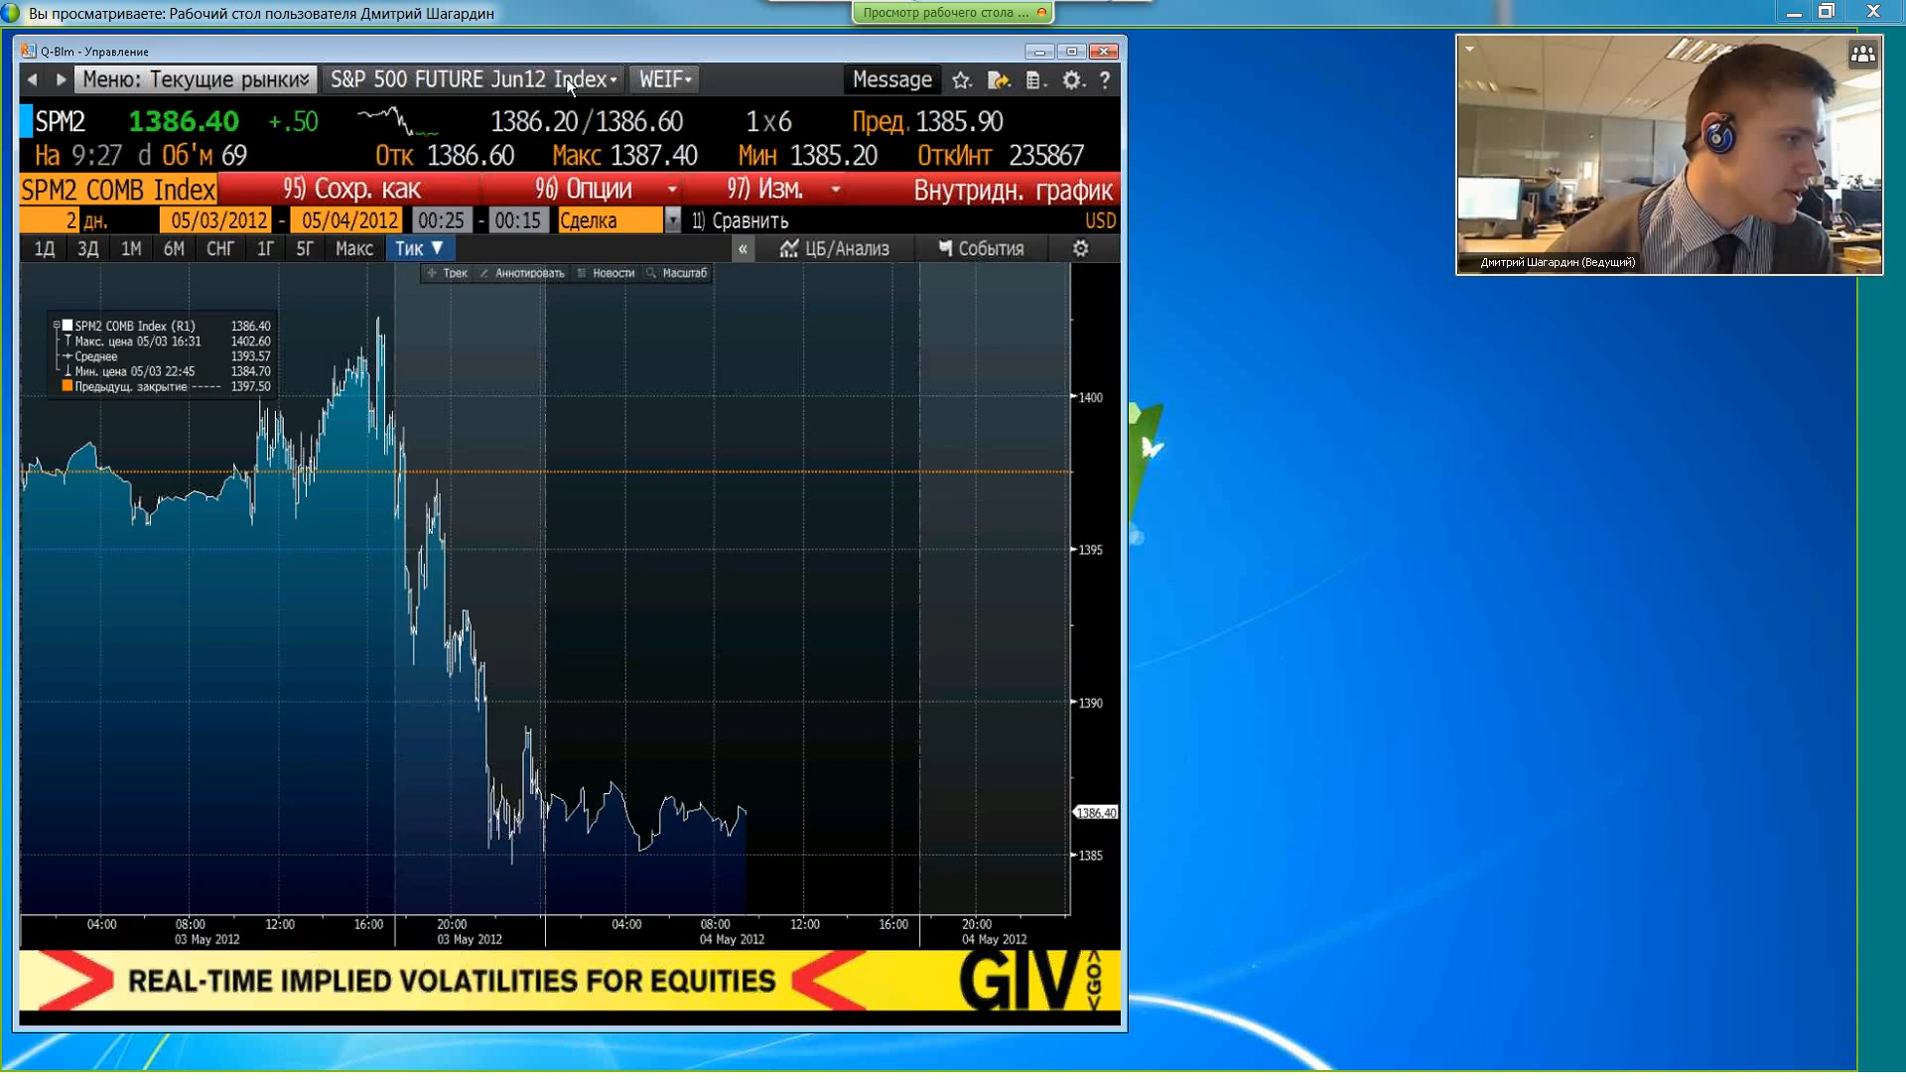 Вы просматриваете: Рабочий стол пользователя Дмитрий Шагардин
Просмотр рабочего стола ...
Q-Blm - Управление
Меню: Текущие рынки
S&P 500 FUTURE Jun12 Index
WEIF
Message
?
SPM2 1386.40 +.50 1386.20/1386.60 1x6 Пред. 1385.90
На 9:27 d Об'м 69 Отк 1386.60 Макс 1387.40 Мин 1385.20 ОткИнт 235867
SPM2 COMB Index 95) Сохр. как 96) Опции 97) Изм. Внутридн. график
2 дн. 05/03/2012 - 05/04/2012 00:25 - 00:15 Сделка 11) Сравнить USD
1Д 3Д 1М 6М СНГ 1Г 5Г Макс Тик ▼ « ЦБ/Анализ События
Трек Аннотировать Новости Масштаб
SPM2 COMB Index (R1) 1386.40
Макс. цена 05/03 16:31 1402.60
Среднее 1393.57
Мин. цена 05/03 22:45 1384.70
Предыдущ. закрытие ----- 1397.50
1400
1395
1390
1386.40
1385
04:00 08:00 12:00 16:00 20:00 04:00 08:00 12:00 16:00 20:00
03 May 2012 03 May 2012 04 May 2012 04 May 2012
REAL-TIME IMPLIED VOLATILITIES FOR EQUITIES
GIV <GO>
Дмитрий Шагардин (Ведущий)